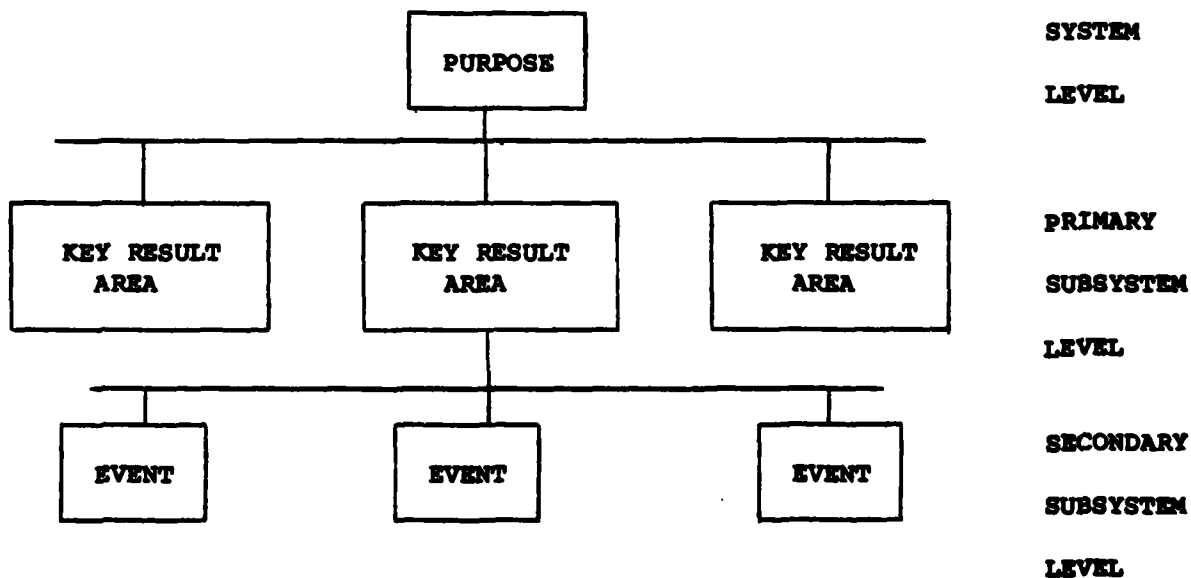 PURPOSE
SYSTEM
LEVEL
KEY RESULT
AREA
KEY RESULT
AREA
KEY RESULT
AREA
PRIMARY
SUBSYSTEM
LEVEL
EVENT
EVENT
EVENT
SECONDARY
SUBSYSTEM
LEVEL